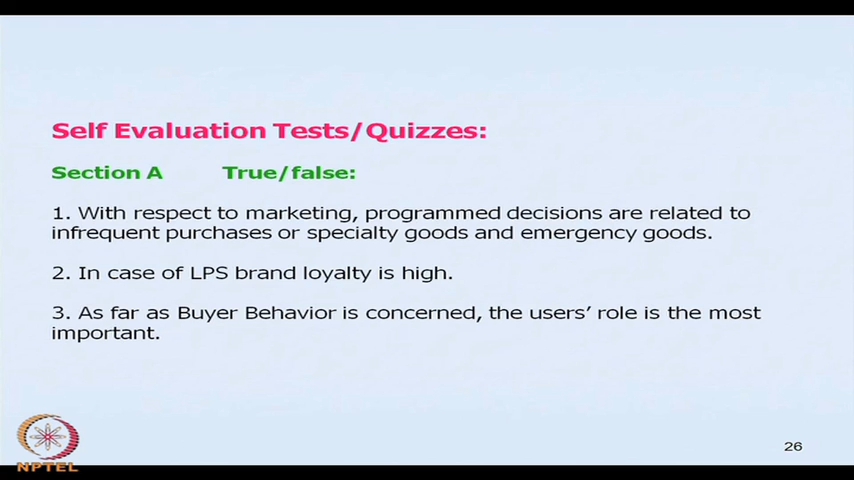 Self Evaluation Tests/Quizzes:
Section A True/false:
1. With respect to marketing, programmed decisions are related to
infrequent purchases or specialty goods and emergency goods.
2. In case of LPS brand loyalty is high.
3. As far as Buyer Behavior is concerned, the users’ role is the most
important.
NPTEL
26